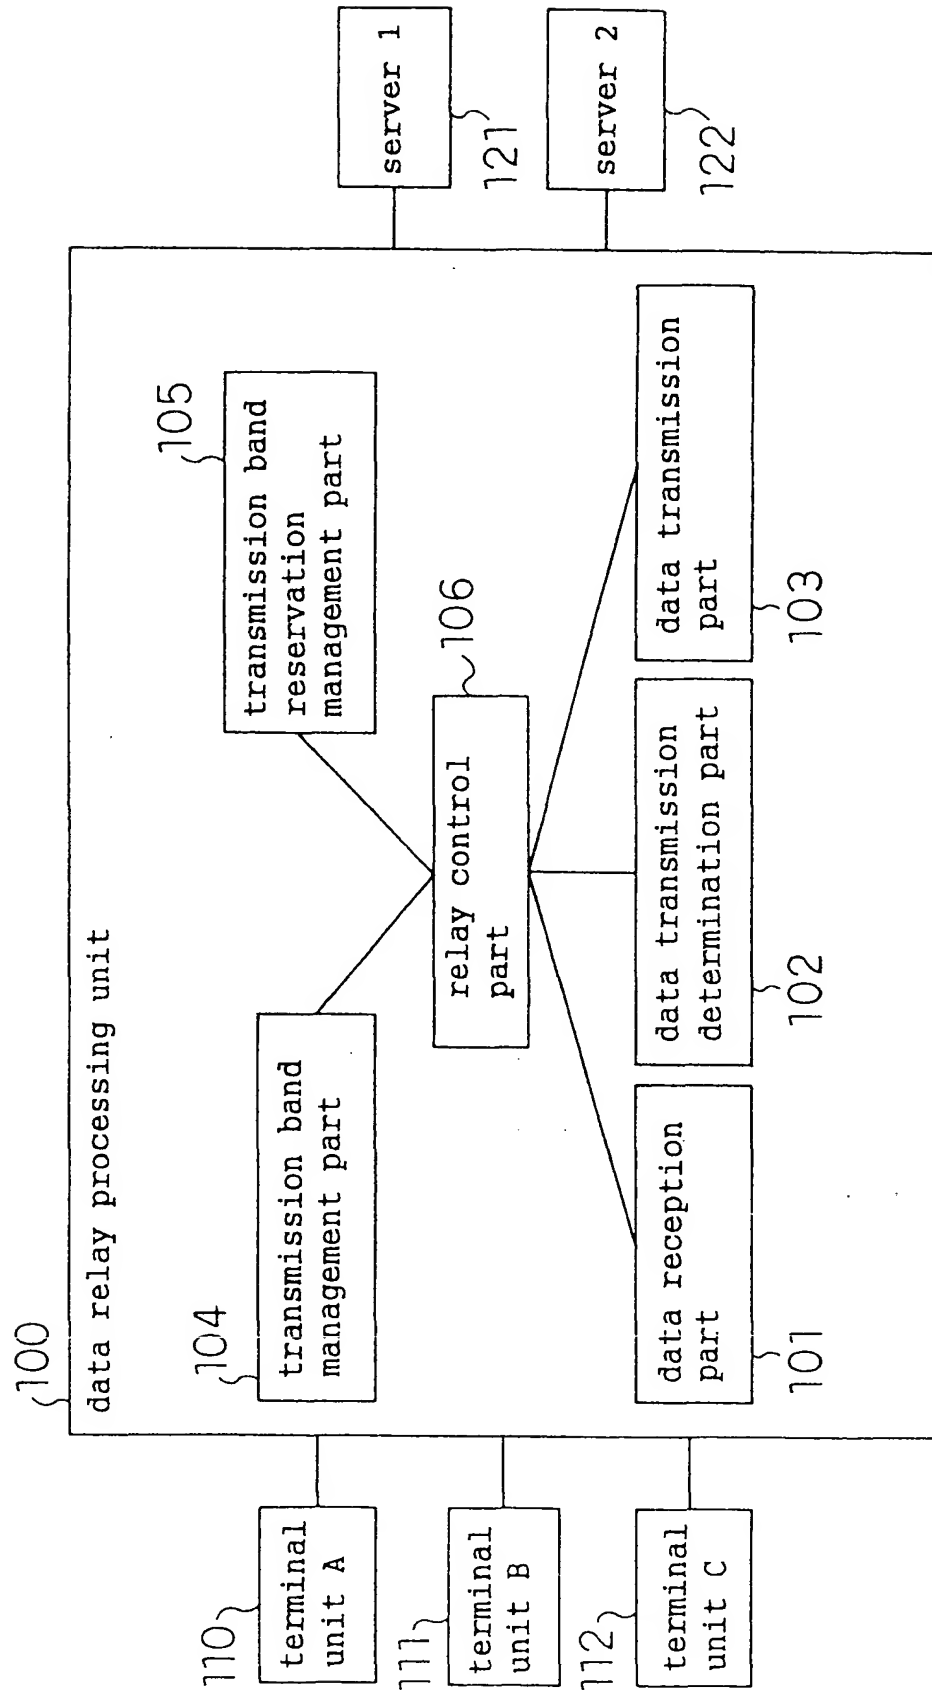 100
data relay processing unit
110
terminal
unit A
111
terminal
unit B
112
terminal
unit C
104
transmission band
management part
105
transmission band
reservation
management part
106
relay control
part
data reception
part
101
data transmission
determination part
102
data transmission
part
103
server 1
121
server 2
122